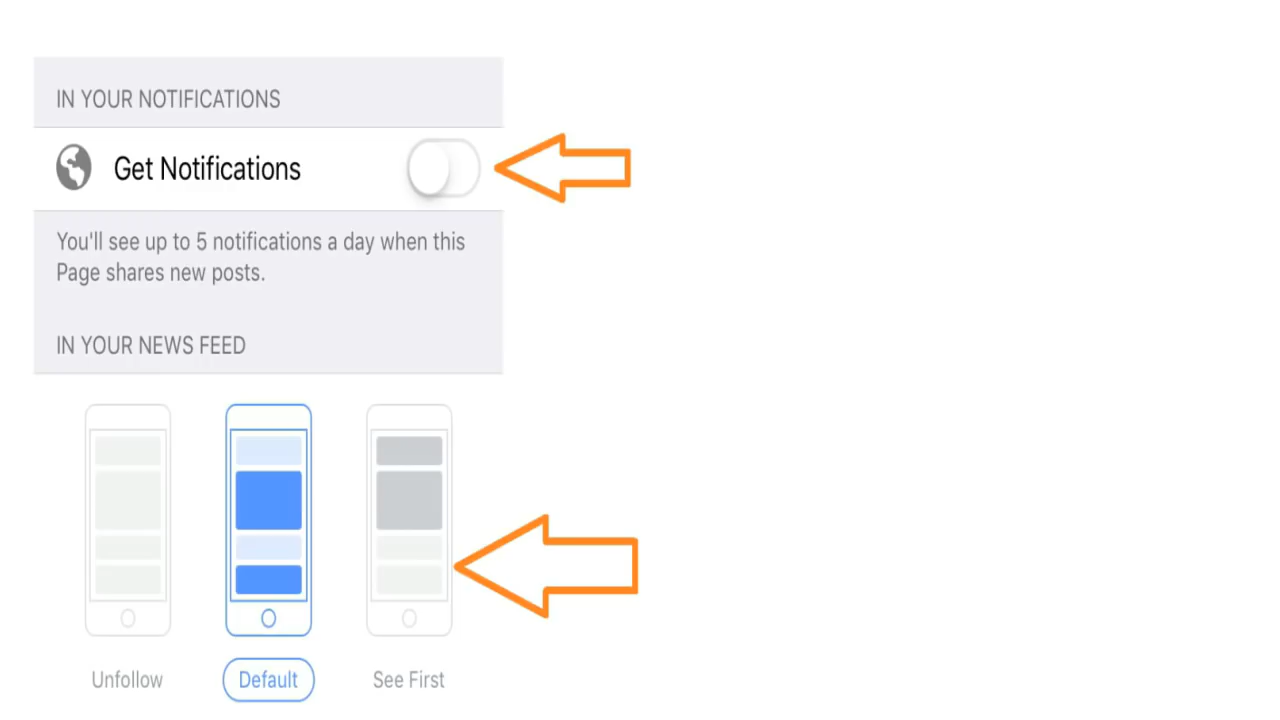 IN YOUR NOTIFICATIONS
Get Notifications
You'll see up to 5 notifications a day when this
Page shares new posts.
IN YOUR NEWS FEED
Unfollow
Default
See First